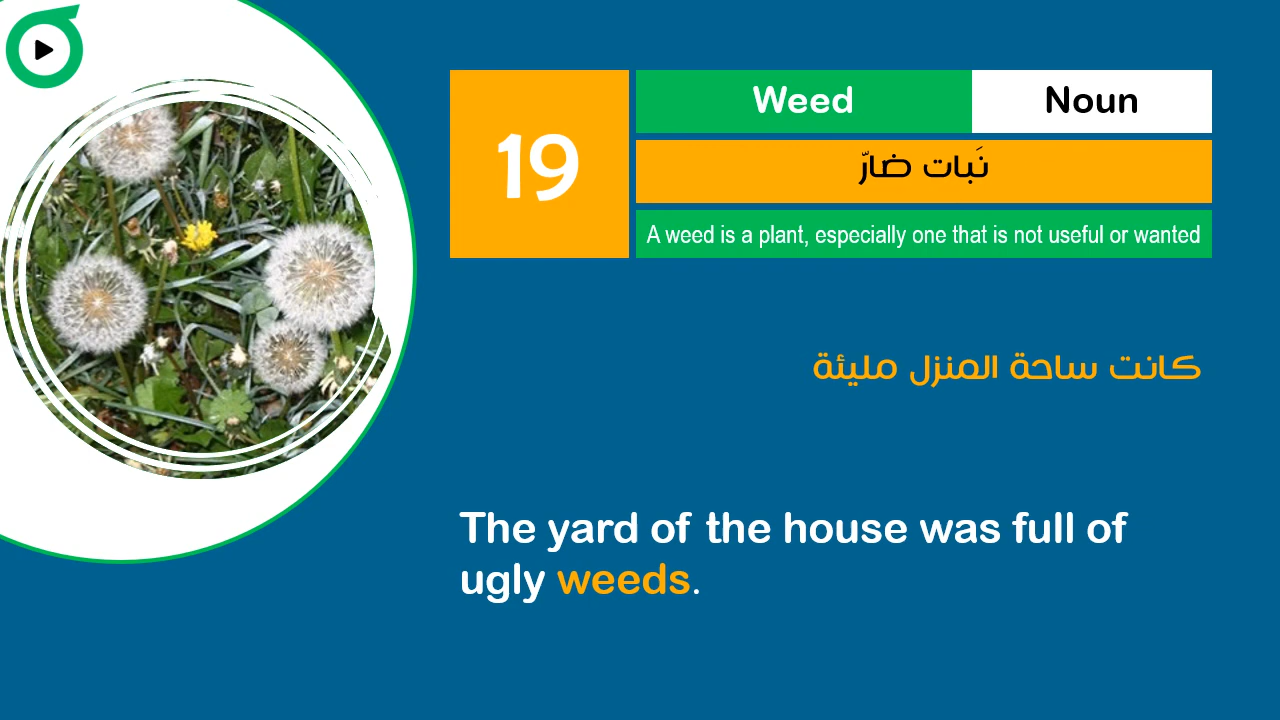 19
Weed
Noun
نَبات ضارّ
A weed is a plant, especially one that is not useful or wanted
كانت ساحة المنزل مليئة
The yard of the house was full of
ugly weeds.